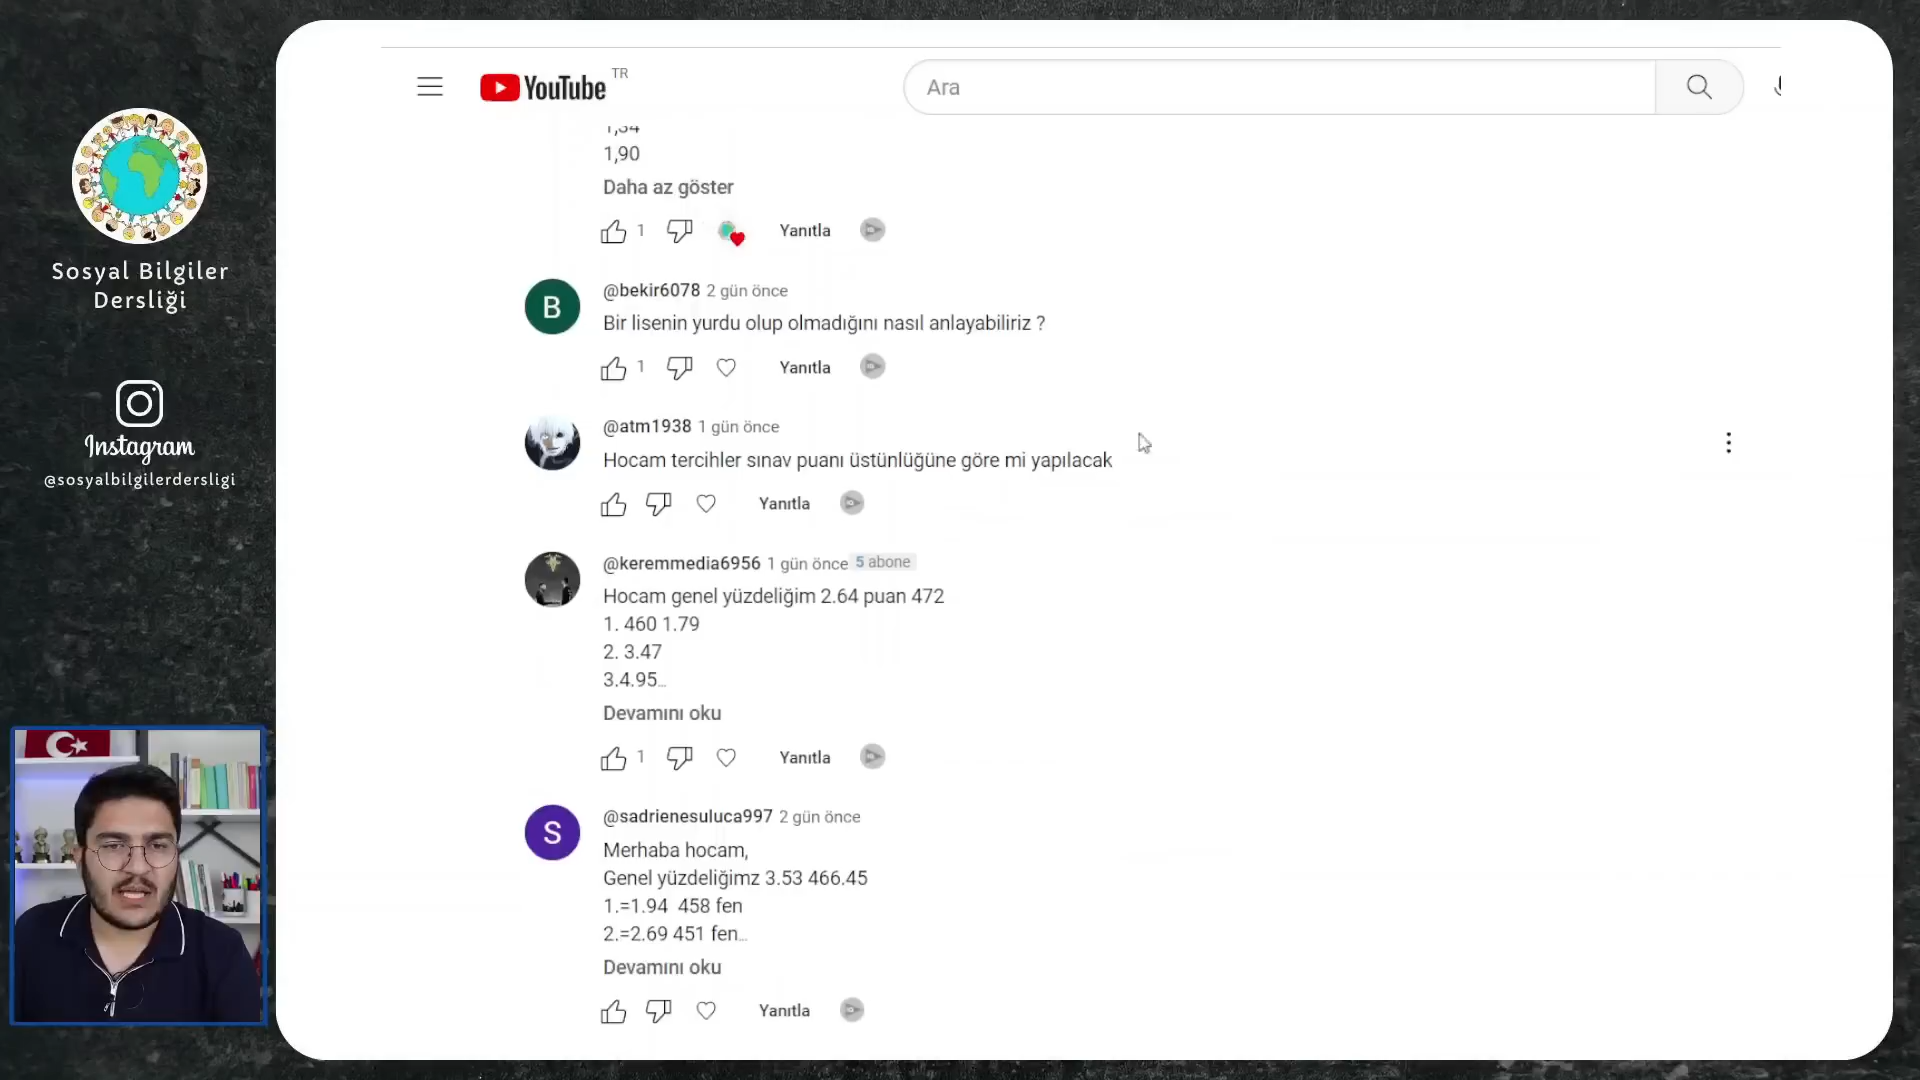 YouTube TR
Ara
Sosyal Bilgiler
Dersliği
Instagram
@sosyalbilgilerdersligi
1,90
Daha az göster
1
Yanıtla
B
@bekir6078 2 gün önce
Bir lisenin yurdu olup olmadığını nasıl anlayabiliriz ?
1
Yanıtla
@atm1938 1 gün önce
Hocam tercihler sınav puanı üstünlüğüne göre mi yapılacak
Yanıtla
@keremmedia6956 1 gün önce 5 abone
Hocam genel yüzdeliğim 2.64 puan 472
1. 460 1.79
2. 3.47
3.4.95...
Devamını oku
1
Yanıtla
S
@sadrienesuluca997 2 gün önce
Merhaba hocam,
Genel yüzdeliğimz 3.53 466.45
1.=1.94 458 fen
2.=2.69 451 fen...
Devamını oku
Yanıtla